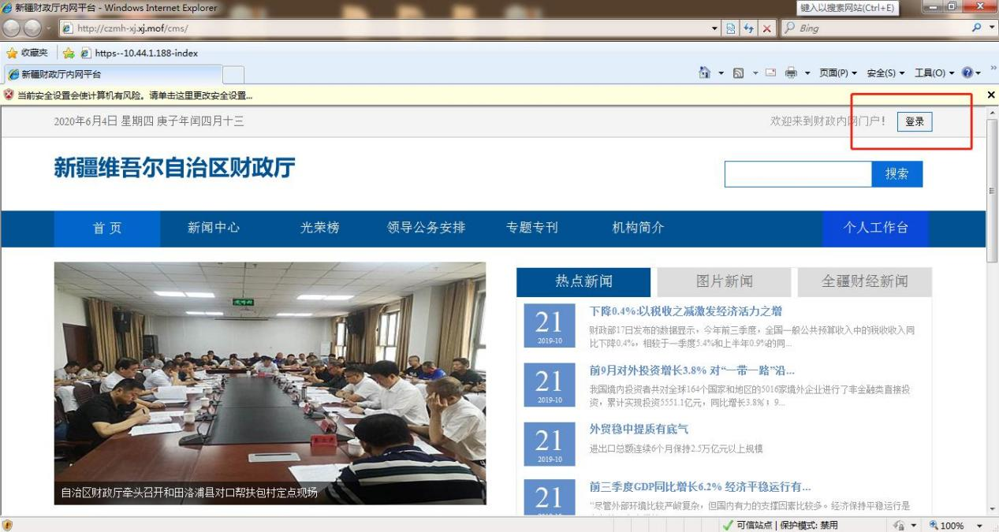 新疆财政厅内网平台 - Windows Internet Explorer
键入以搜索网站(Ctrl+E)
http://czmh-xj.xj.mof/cms/
Bing
收藏夹
https--10.44.1.188-index
新疆财政厅内网平台
页面(P)
安全(S)
工具(O)
当前安全设置会使计算机有风险。请单击这里更改安全设置...
2020年6月4日 星期四 庚子年闰四月十三
欢迎来到财政内网门户!
登录
新疆维吾尔自治区财政厅
搜索
首 页
新闻中心
光荣榜
领导公务安排
专题专刊
机构简介
个人工作台
自治区财政厅牵头召开和田洛浦县对口帮扶包村定点现场
热点新闻
图片新闻
全疆财经新闻
21
2019-10
下降0.4%:以税收之减激发经济活力之增
财政部17日发布的数据显示，今年前三季度，全国一般公共预算收入中的税收收入同
比下降0.4%，相较于一季度5.4%和上半年0.9%的同...
21
2019-10
前9月对外投资增长3.8% 对“一带一路”沿...
我国境内投资者共对全球164个国家和地区的5016家境外企业进行了非金融类直接投
资，累计实现投资5551.1亿元，同比增长3.8%；9...
21
2019-10
外贸稳中提质有底气
进出口总额连续6个月保持2.5万亿元以上规模
21
前三季度GDP同比增长6.2% 经济平稳运行有...
“尽管外部环境比较严峻复杂，但国内有力的支撑因素比较多。经济保持平稳运行是
可信站点 | 保护模式: 禁用
100%